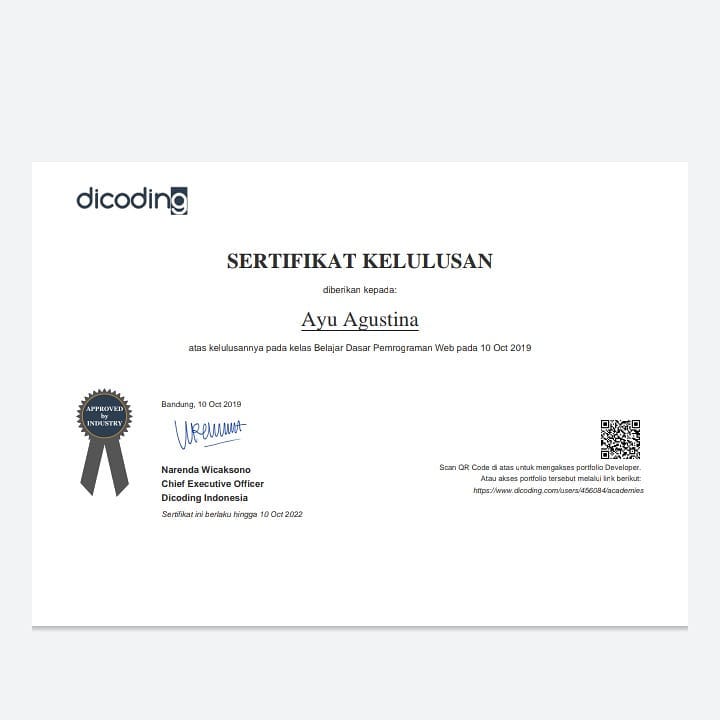 dicoding
SERTIFIKAT KELULUSAN
diberikan kepada:
Ayu Agustina
atas kelulusannya pada kelas Belajar Dasar Pemrograman Web pada 10 Oct 2019
APPROVED
by
INDUSTRY
Bandung, 10 Oct 2019
Narenda Wicaksono
Chief Executive Officer
Dicoding Indonesia
Sertifikat ini berlaku hingga 10 Oct 2022
Scan QR Code di atas untuk mengakses portfolio Developer.
Atau akses portfolio tersebut melalui link berikut:
https://www.dicoding.com/users/456084/academies